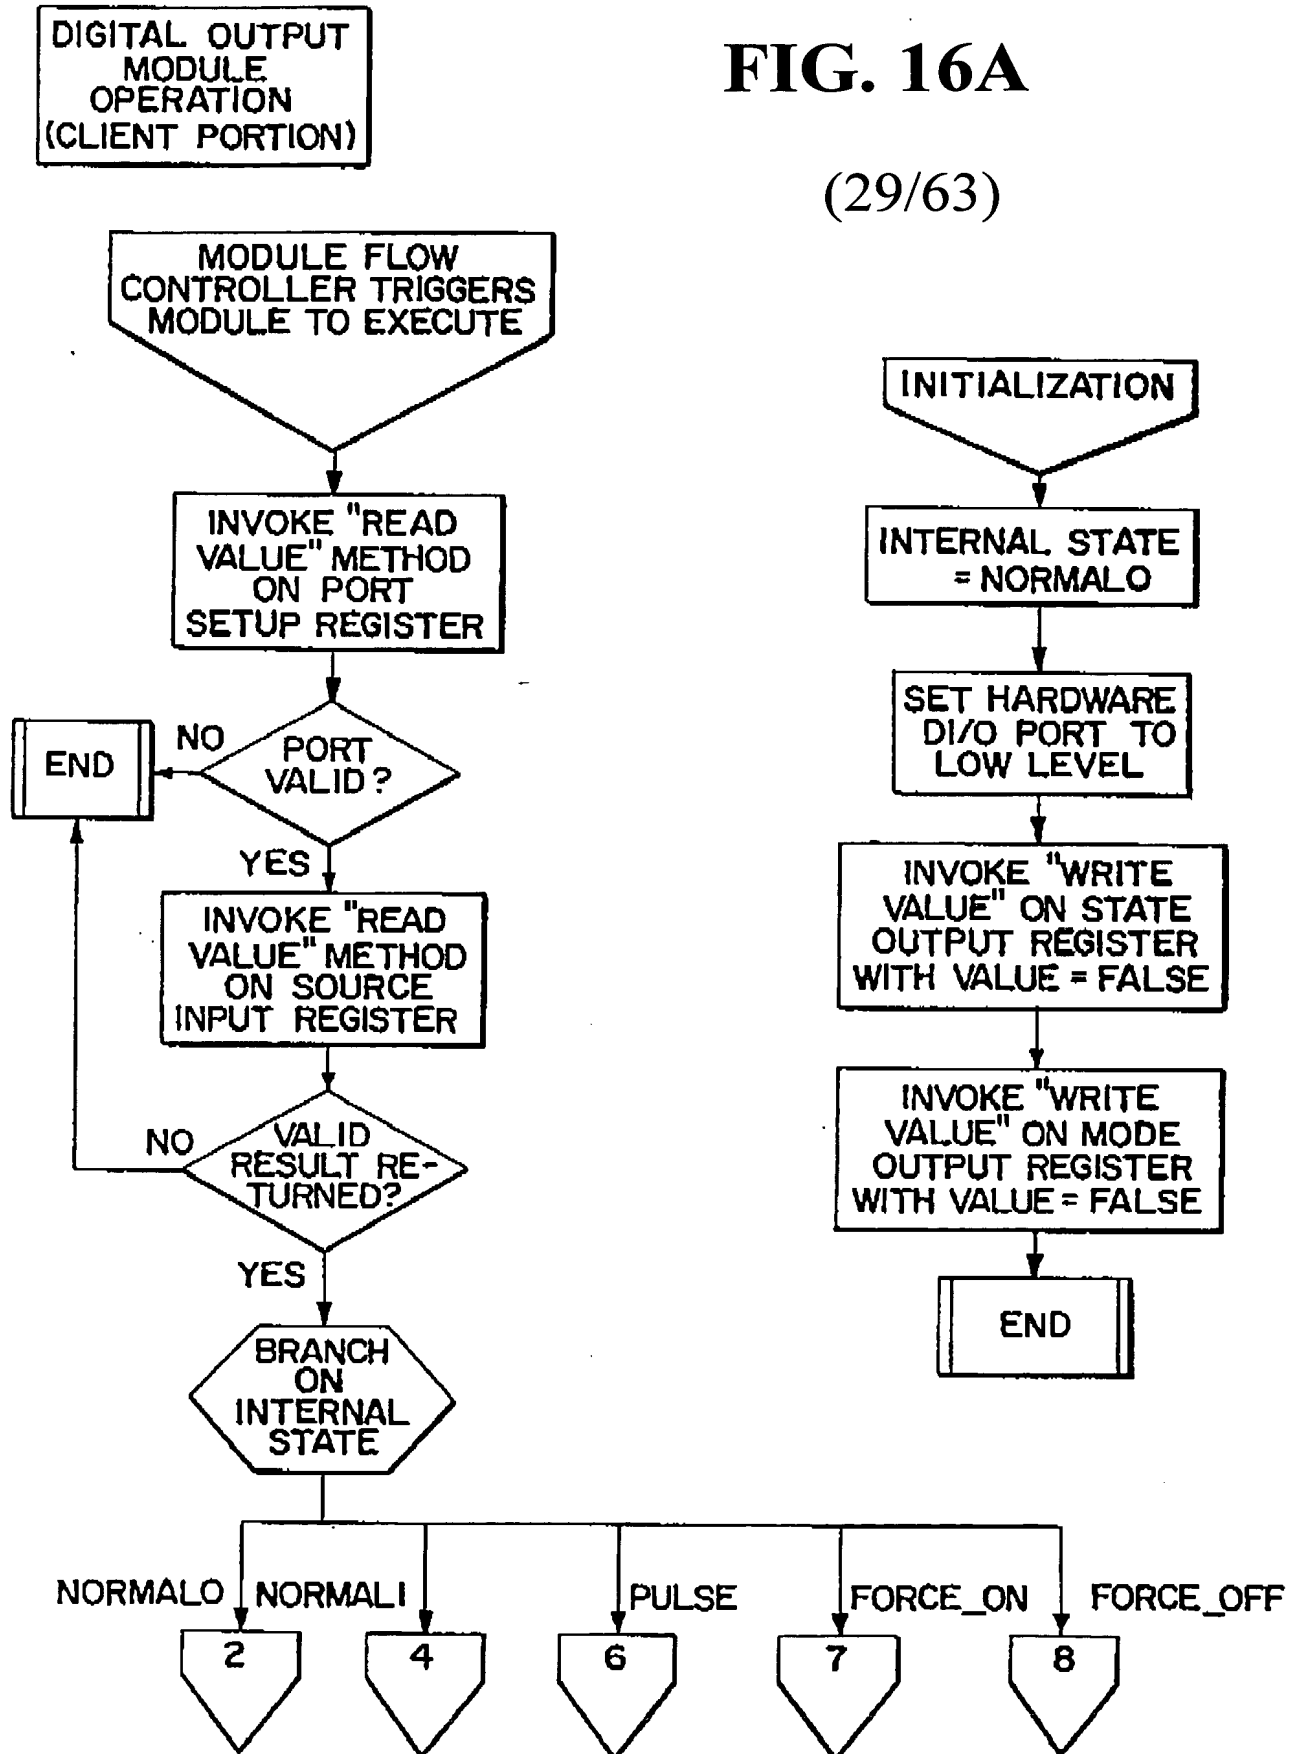 DIGITAL OUTPUT
MODULE
OPERATION
(CLIENT PORTION)
FIG. 16A
(29/63)
MODULE FLOW
CONTROLLER TRIGGERS
MODULE TO EXECUTE
INVOKE "READ
VALUE" METHOD
ON PORT
SETUP REGISTER
PORT
VALID?
NO
END
YES
INVOKE "READ
VALUE" METHOD
ON SOURCE
INPUT REGISTER
VALID
RESULT RE-
TURNED?
NO
YES
BRANCH
ON
INTERNAL
STATE
NORMALO
NORMALI
PULSE
FORCE_ON
FORCE_OFF
2
4
6
7
8
INITIALIZATION
INTERNAL STATE
= NORMALO
SET HARDWARE
DI/O PORT TO
LOW LEVEL
INVOKE "WRITE
VALUE" ON STATE
OUTPUT REGISTER
WITH VALUE = FALSE
INVOKE "WRITE
VALUE" ON MODE
OUTPUT REGISTER
WITH VALUE = FALSE
END